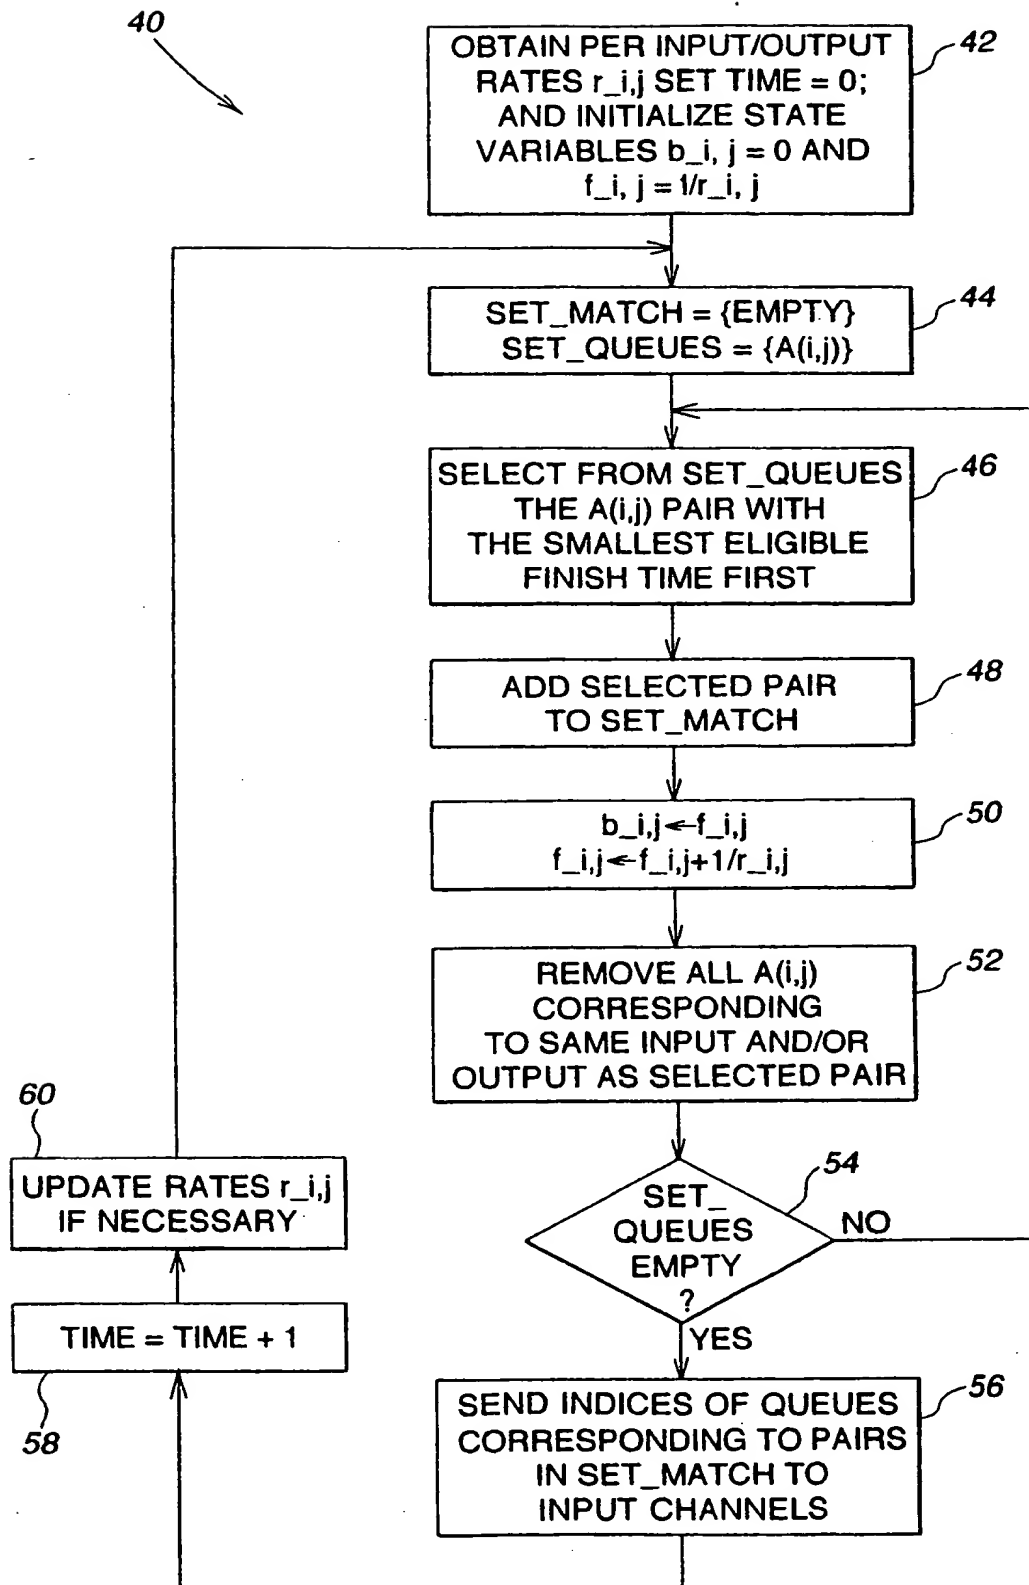 40
OBTAIN PER INPUT/OUTPUT
RATES r_i,j SET TIME = 0;
AND INITIALIZE STATE
VARIABLES b_i, j = 0 AND
f_i, j = 1/r_i, j
42
SET_MATCH = {EMPTY}
SET_QUEUES = {A(i,j)}
44
SELECT FROM SET_QUEUES
THE A(i,j) PAIR WITH
THE SMALLEST ELIGIBLE
FINISH TIME FIRST
46
ADD SELECTED PAIR
TO SET_MATCH
48
b_i,j←f_i,j
f_i,j←f_i,j+1/r_i,j
50
REMOVE ALL A(i,j)
CORRESPONDING
TO SAME INPUT AND/OR
OUTPUT AS SELECTED PAIR
52
SET_
QUEUES
EMPTY
?
54
NO
YES
SEND INDICES OF QUEUES
CORRESPONDING TO PAIRS
IN SET_MATCH TO
INPUT CHANNELS
56
TIME = TIME + 1
58
UPDATE RATES r_i,j
IF NECESSARY
60